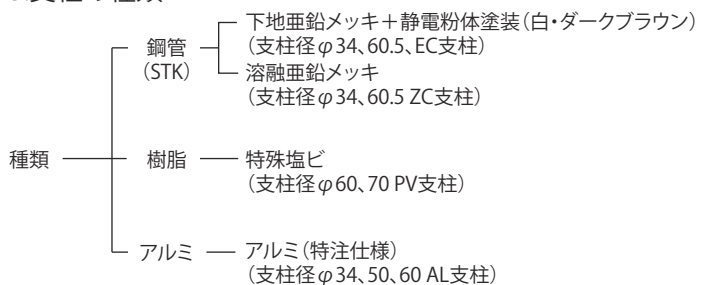 鋼管
(STK)
下地亜鉛メッキ+静電粉体塗装(白・ダークブラウン)
(支柱径φ34、60.5、EC支柱)
溶融亜鉛メッキ
(支柱径φ34、60.5 ZC支柱)
種類
樹脂
特殊塩ビ
(支柱径φ60、70 PV支柱)
アルミ
アルミ(特注仕様)
(支柱径φ34、50、60 AL支柱)